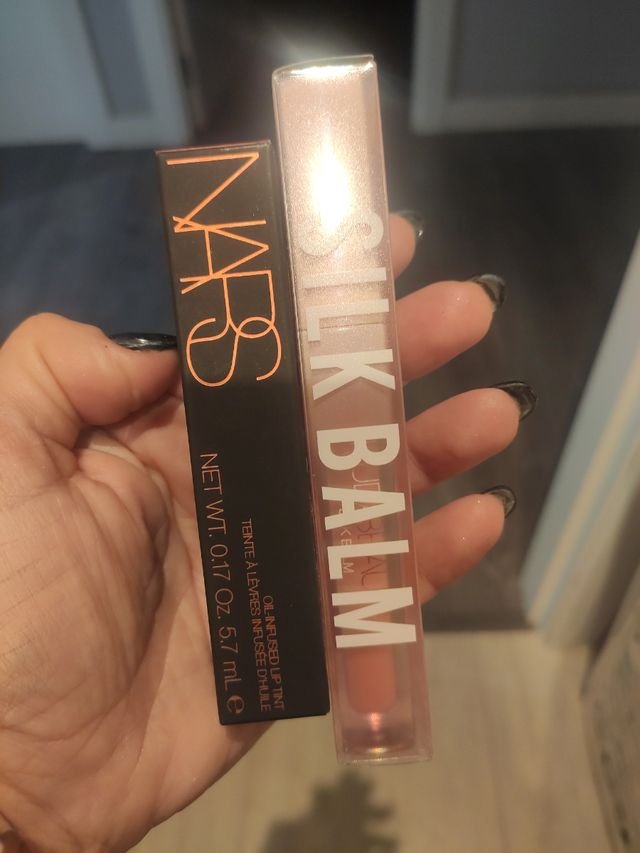 NARS
OIL-INFUSED LIP TINT
TEINTE À LÈVRES INFUSÉE D'HUILE
NET WT. 0.17 Oz. 5.7 mL e
SILK BALM